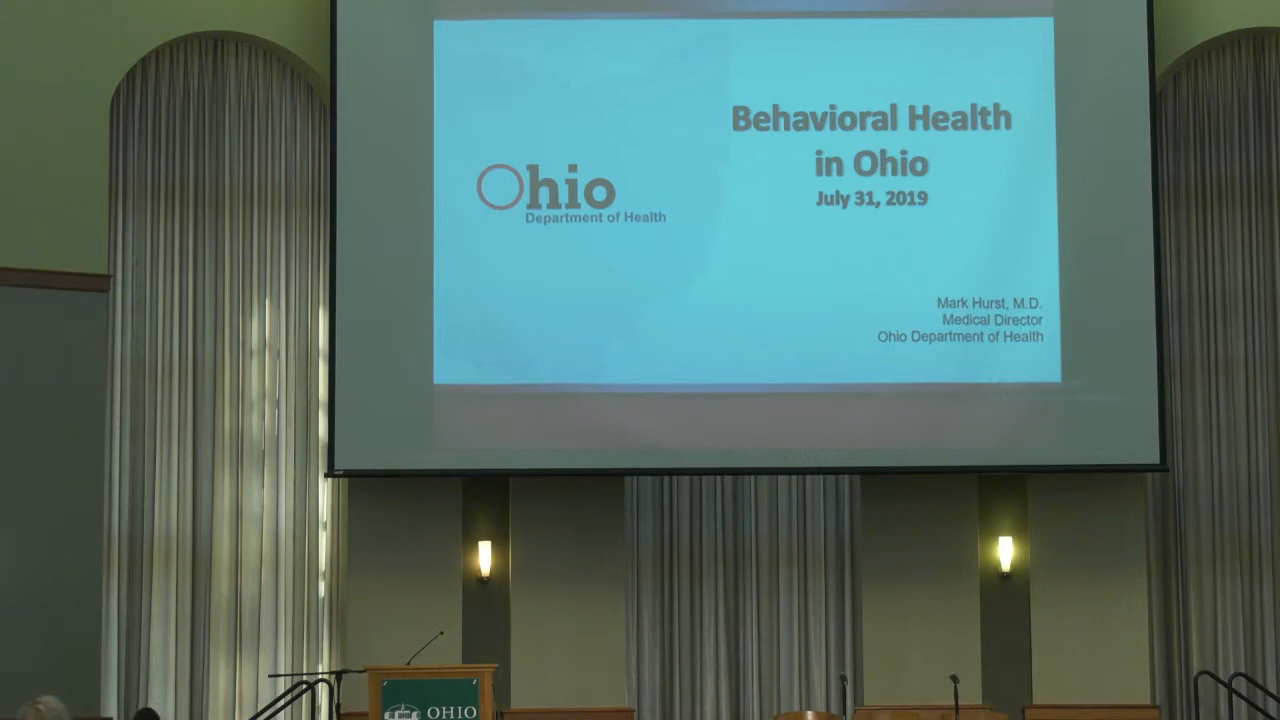 Behavioral Health
in Ohio
July 31, 2019
Ohio
Department of Health
Mark Hurst, M.D.
Medical Director
Ohio Department of Health
OHIO